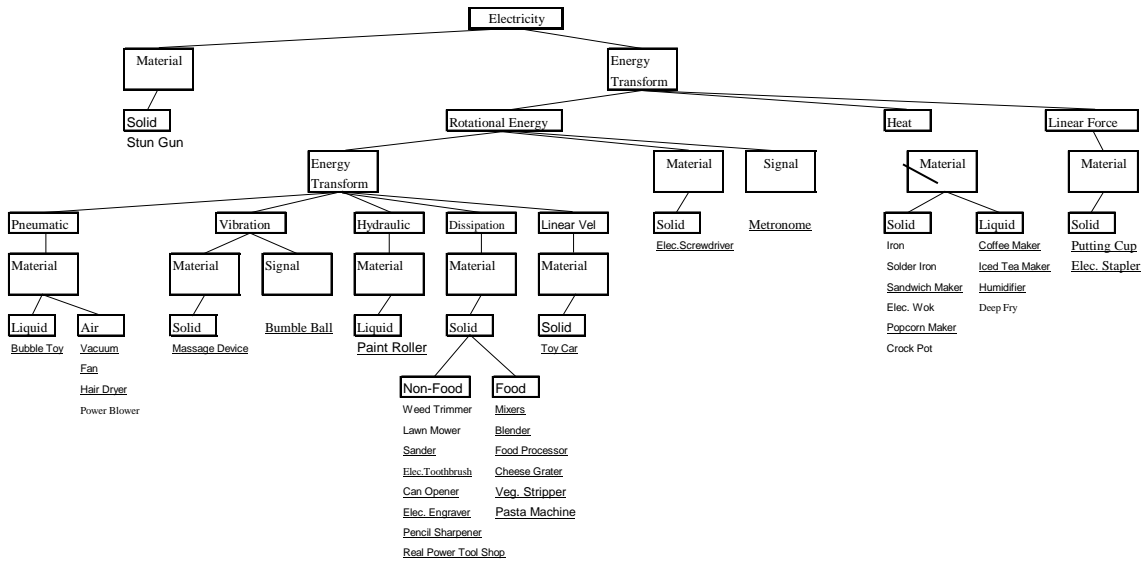 Electricity
Material
Energy
Transform
Solid
Stun Gun
Rotational Energy
Heat
Linear Force
Energy
Transform
Material
Signal
Material
Material
Pneumatic
Vibration
Hydraulic
Dissipation
Linear Vel
Solid
Elec.Screwdriver
Metronome
Solid
Iron
Solder Iron
Sandwich Maker
Elec. Wok
Popcorn Maker
Crock Pot
Liquid
Coffee Maker
Iced Tea Maker
Humidifier
Deep Fry
Solid
Putting Cup
Elec. Stapler
Material
Material
Signal
Material
Material
Material
Liquid
Bubble Toy
Air
Vacuum
Fan
Hair Dryer
Power Blower
Solid
Massage Device
Bumble Ball
Liquid
Paint Roller
Solid
Solid
Toy Car
Non-Food
Weed Trimmer
Lawn Mower
Sander
Elec.Toothbrush
Can Opener
Elec. Engraver
Pencil Sharpener
Real Power Tool Shop
Food
Mixers
Blender
Food Processor
Cheese Grater
Veg. Stripper
Pasta Machine